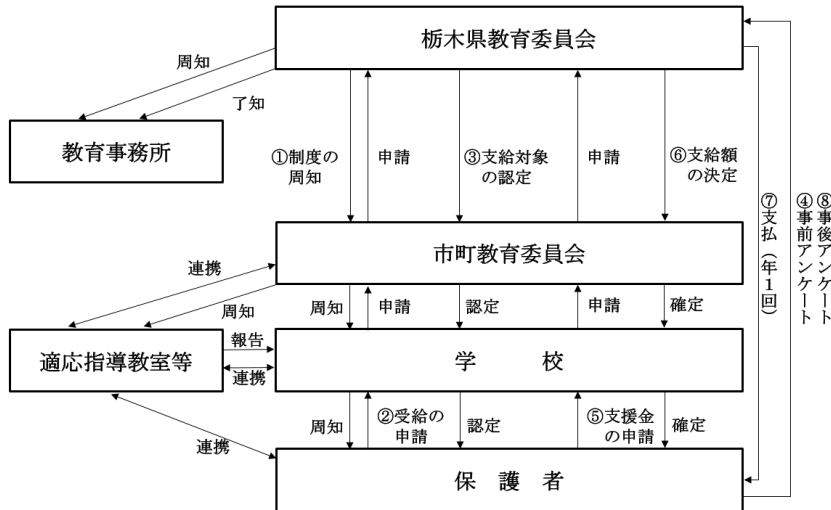 栃木県教育委員会
周知
了知
教育事務所
①制度の
周知
申請
③支給対象
の認定
申請
⑥支給額
の決定
⑦支払（年１回）
④事前アンケート
⑧事後アンケート
市町教育委員会
連携
周知
周知
申請
認定
申請
確定
適応指導教室等
報告
連携
学　　校
連携
周知
②受給の
申請
認定
⑤支援金
の申請
確定
保　護　者